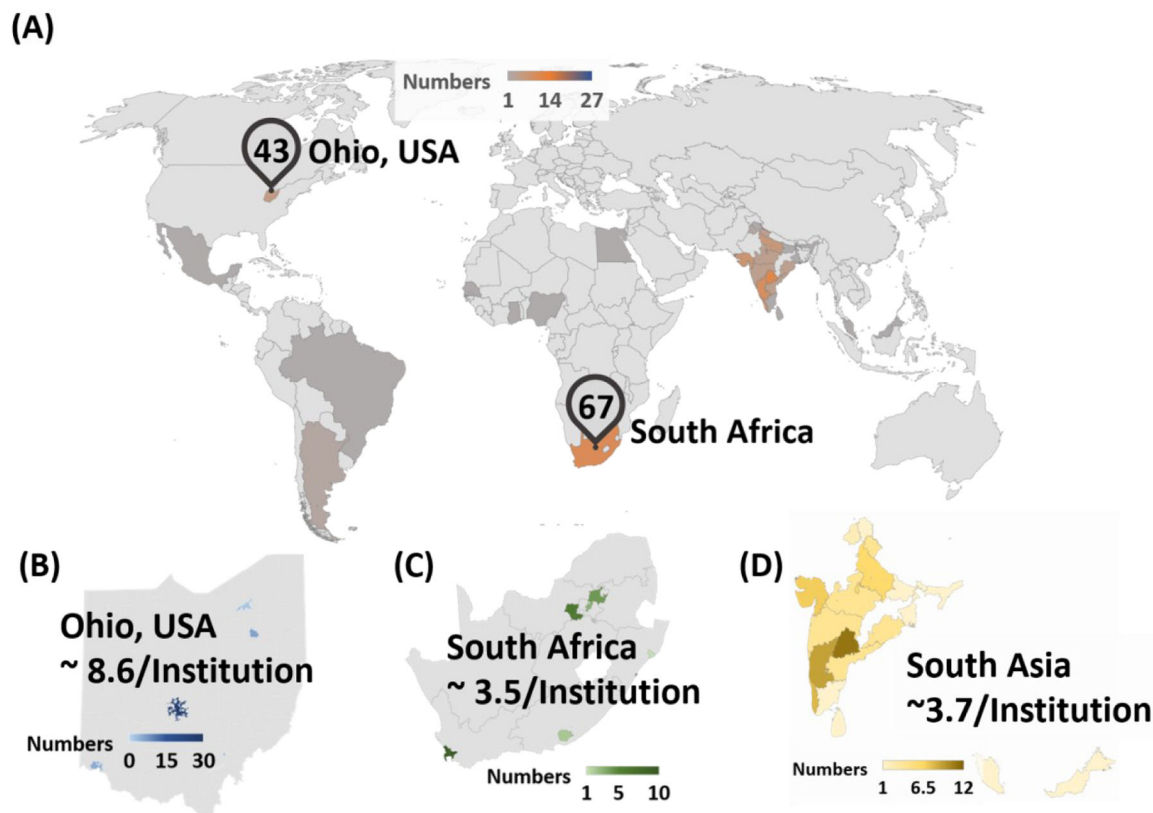 (A)
Numbers
1 14 27
43 Ohio, USA
67
South Africa
(B)
Ohio, USA
~ 8.6/Institution
Numbers
0 15 30
(C)
South Africa
~ 3.5/Institution
Numbers
1 5 10
(D)
South Asia
~3.7/Institution
Numbers
1 6.5 12